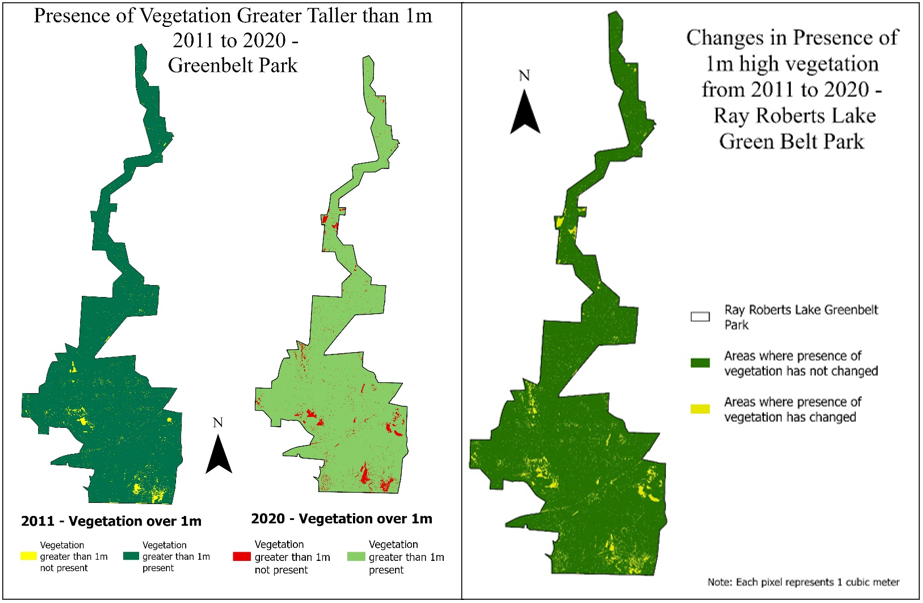 Presence of Vegetation Greater Taller than 1m
2011 to 2020 -
Greenbelt Park
N
2011 - Vegetation over 1m
Vegetation
greater than 1m
not present
Vegetation
greater than 1m
present
2020 - Vegetation over 1m
Vegetation
greater than 1m
not present
Vegetation
greater than 1m
present
Changes in Presence of
1m high vegetation
from 2011 to 2020 -
Ray Roberts Lake
Green Belt Park
N
Ray Roberts Lake Greenbelt
Park
Areas where presence of
vegetation has not changed
Areas where presence of
vegetation has changed
Note: Each pixel represents 1 cubic meter